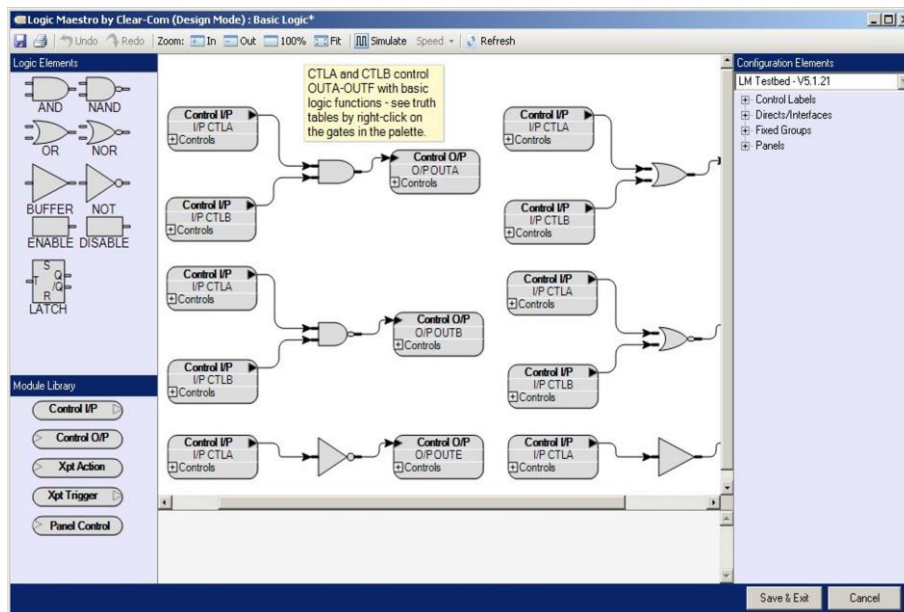 Logic Maestro by Clear-Com (Design Mode) : Basic Logic*
Undo Redo Zoom: In Out 100% Fit Simulate Speed Refresh
Logic Elements
AND NAND
OR NOR
BUFFER NOT
ENABLE DISABLE
S
T Q
/Q
R
LATCH
Module Library
Control I/P
Control O/P
Xpt Action
Xpt Trigger
Panel Control
CTLA and CTLB control
OUTA-OUTF with basic
logic functions - see truth
tables by right-click on
the gates in the palette.
Control I/P
I/P CTLA
Controls
Control I/P
I/P CTLB
Controls
Control O/P
O/P OUTA
Controls
Control I/P
I/P CTLA
Controls
Control I/P
I/P CTLB
Controls
Control I/P
I/P CTLA
Controls
Control I/P
I/P CTLB
Controls
Control O/P
O/P OUTB
Controls
Control I/P
I/P CTLA
Controls
Control I/P
I/P CTLB
Controls
Control I/P
I/P CTLA
Controls
Control O/P
O/P OUTE
Controls
Control I/P
I/P CTLA
Controls
Configuration Elements
LM Testbed - V5.1.21
Control Labels
Directs/Interfaces
Fixed Groups
Panels
Save & Exit Cancel